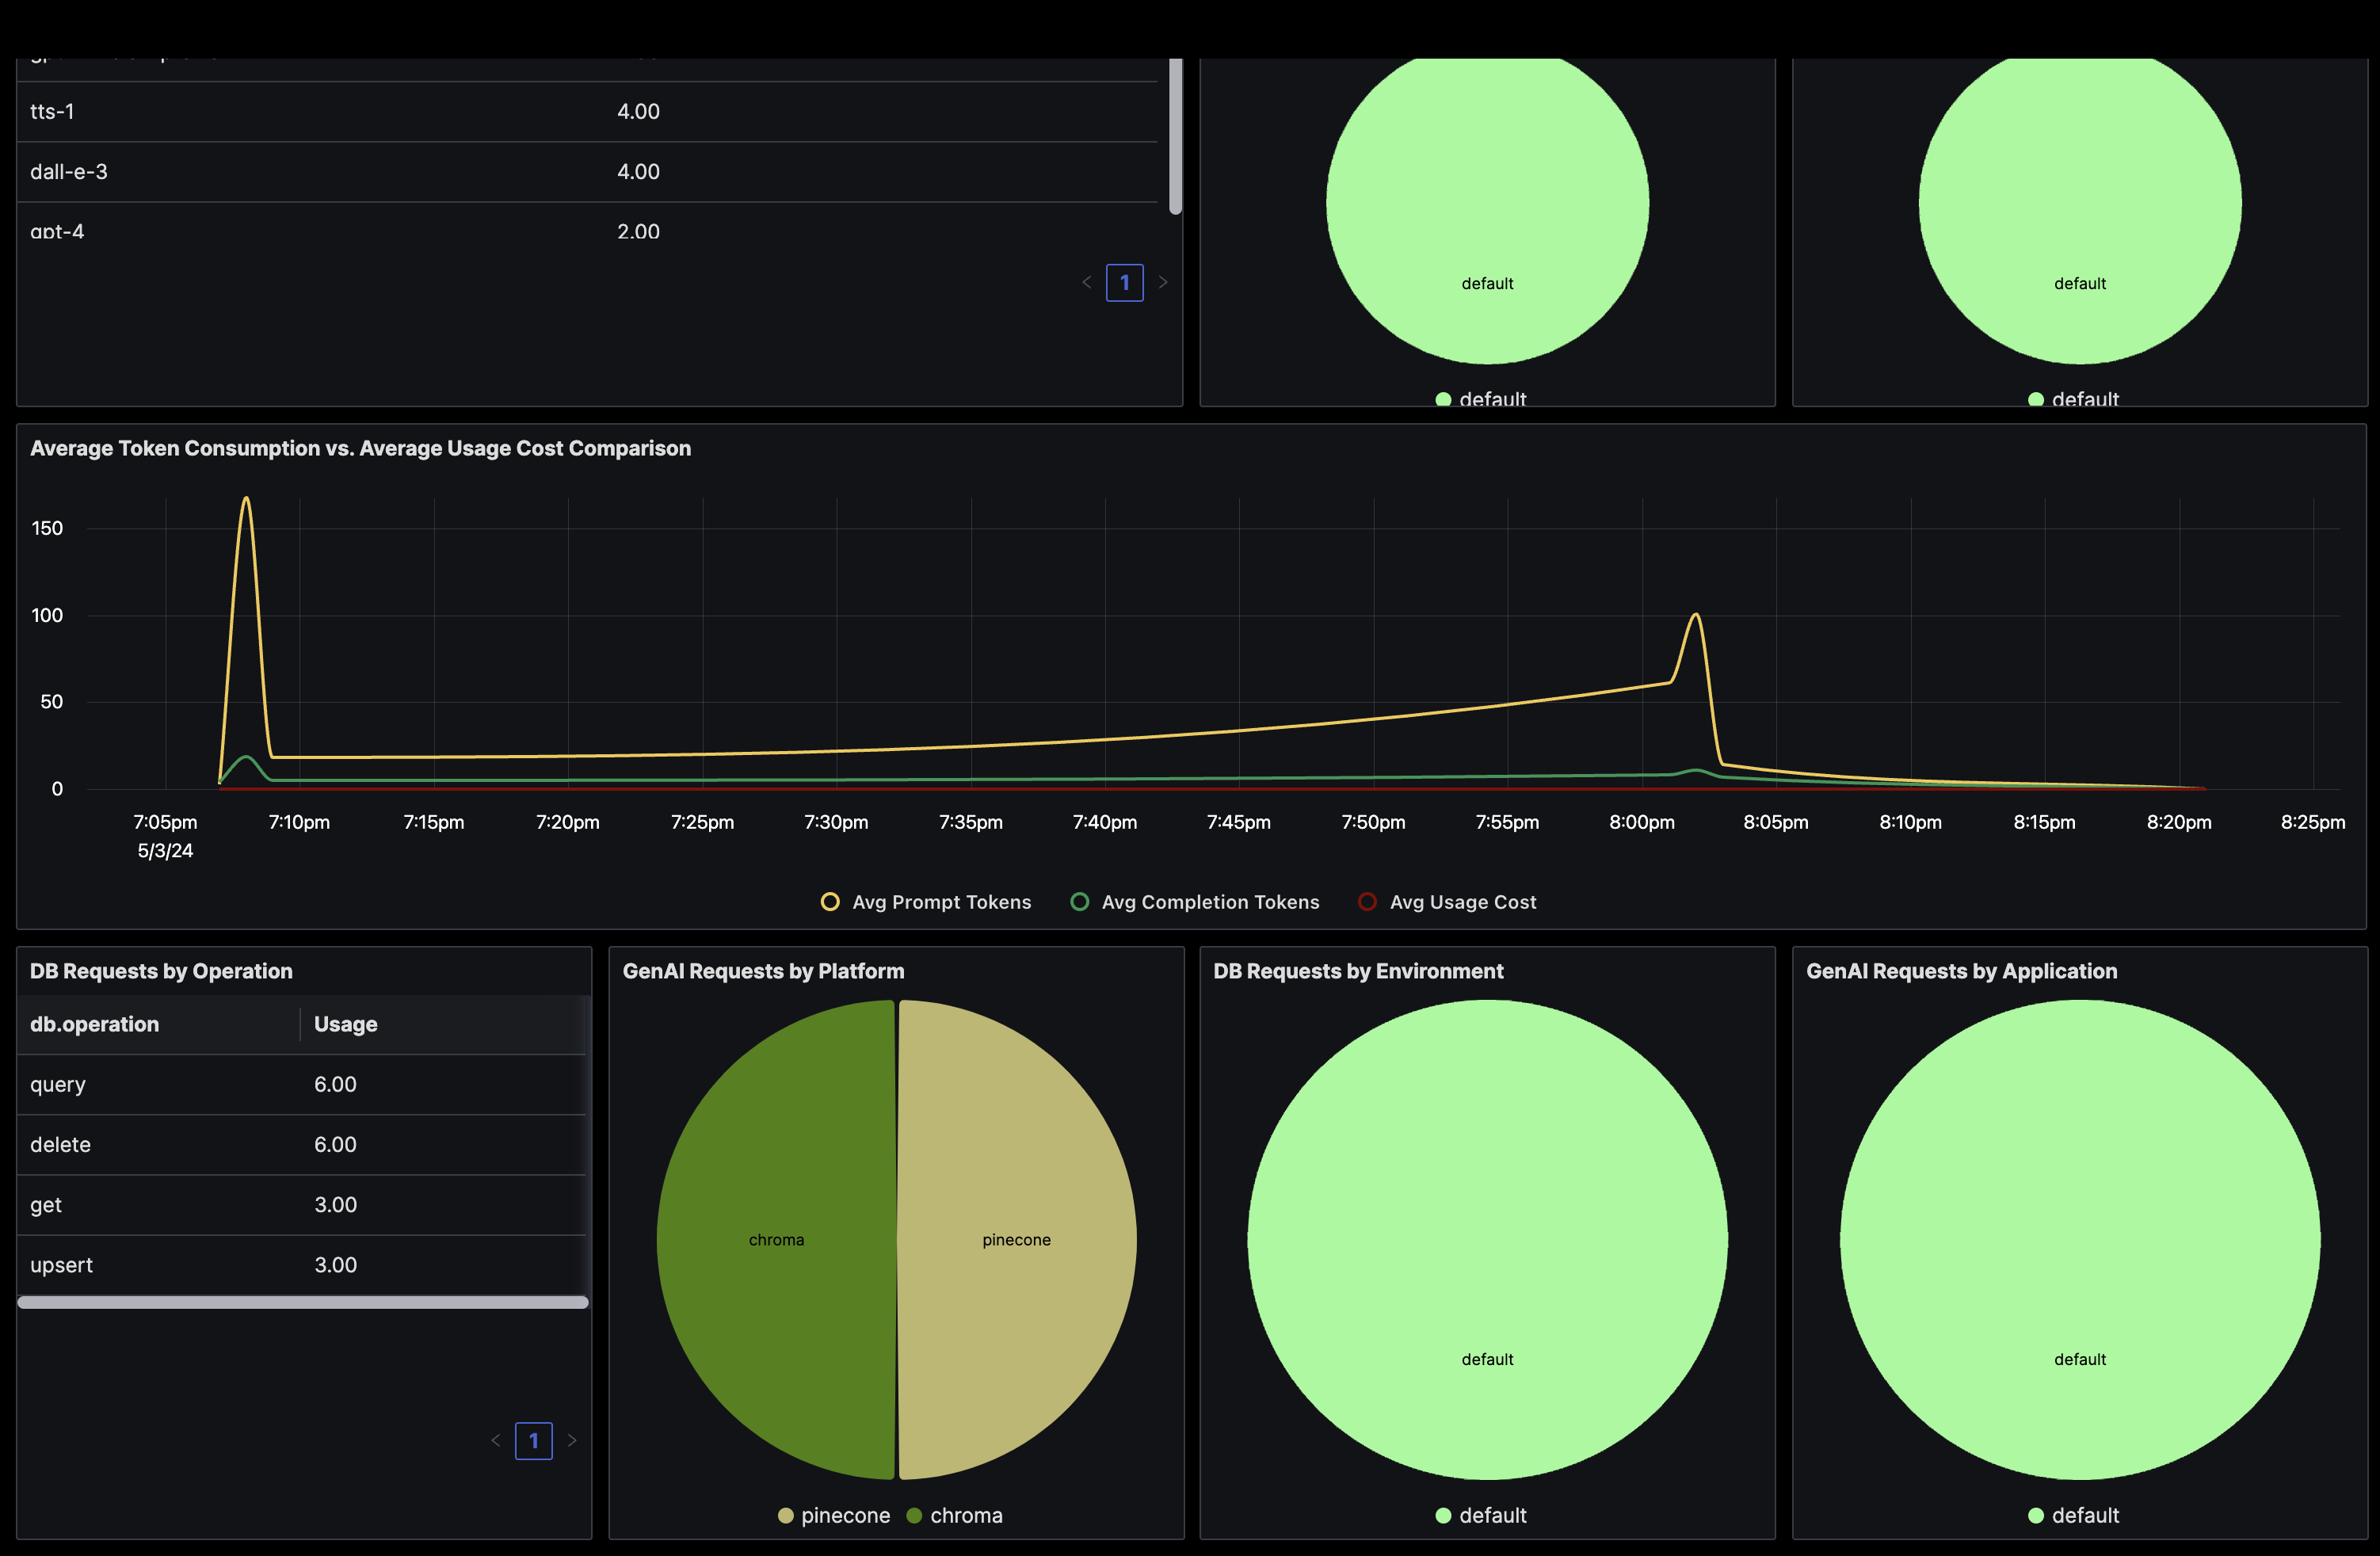 tts-1 4.00
dall-e-3 4.00
gpt-4 2.00
1
default default
default default
Average Token Consumption vs. Average Usage Cost Comparison
150
100
50
0
7:05pm 7:10pm 7:15pm 7:20pm 7:25pm 7:30pm 7:35pm 7:40pm 7:45pm 7:50pm 7:55pm 8:00pm 8:05pm 8:10pm 8:15pm 8:20pm 8:25pm
5/3/24
Avg Prompt Tokens Avg Completion Tokens Avg Usage Cost
DB Requests by Operation
db.operation Usage
query 6.00
delete 6.00
get 3.00
upsert 3.00
1
GenAI Requests by Platform
chroma pinecone
pinecone chroma
DB Requests by Environment
default
default
GenAI Requests by Application
default
default